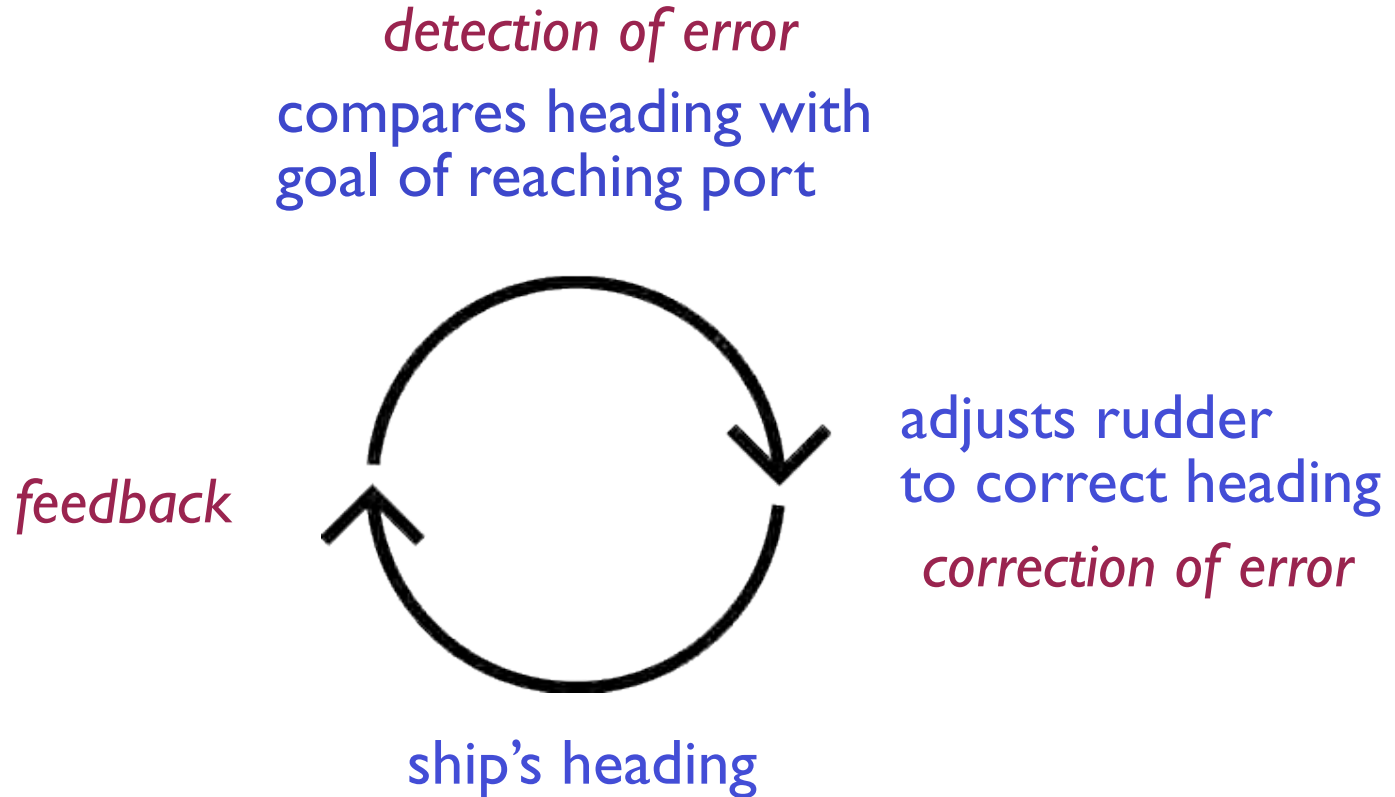 detection of error
compares heading with
goal of reaching port
adjusts rudder
to correct heading
feedback
correction of error
ship’s heading